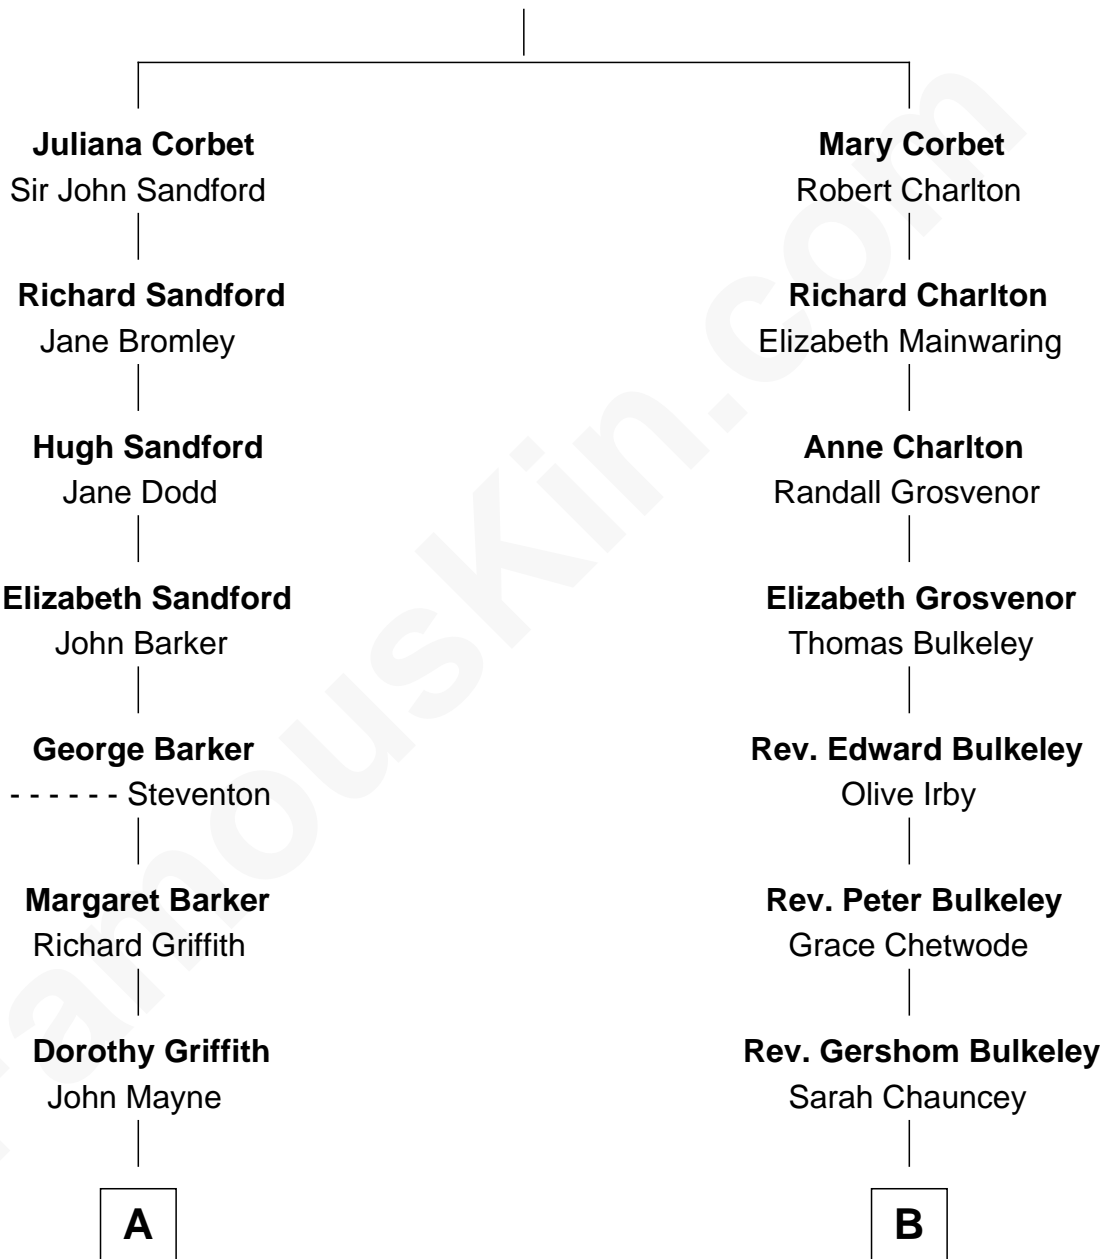 Juliana Corbet
Sir John Sandford
Mary Corbet
Robert Charlton
Richard Sandford
Jane Bromley
Richard Charlton
Elizabeth Mainwaring
Hugh Sandford
Jane Dodd
Anne Charlton
Randall Grosvenor
Elizabeth Sandford
John Barker
Elizabeth Grosvenor
Thomas Bulkeley
George Barker
- - - - - - Steventon
Rev. Edward Bulkeley
Olive Irby
Margaret Barker
Richard Griffith
Rev. Peter Bulkeley
Grace Chetwode
Dorothy Griffith
John Mayne
Rev. Gershom Bulkeley
Sarah Chauncey
A
B
FamousKin.com